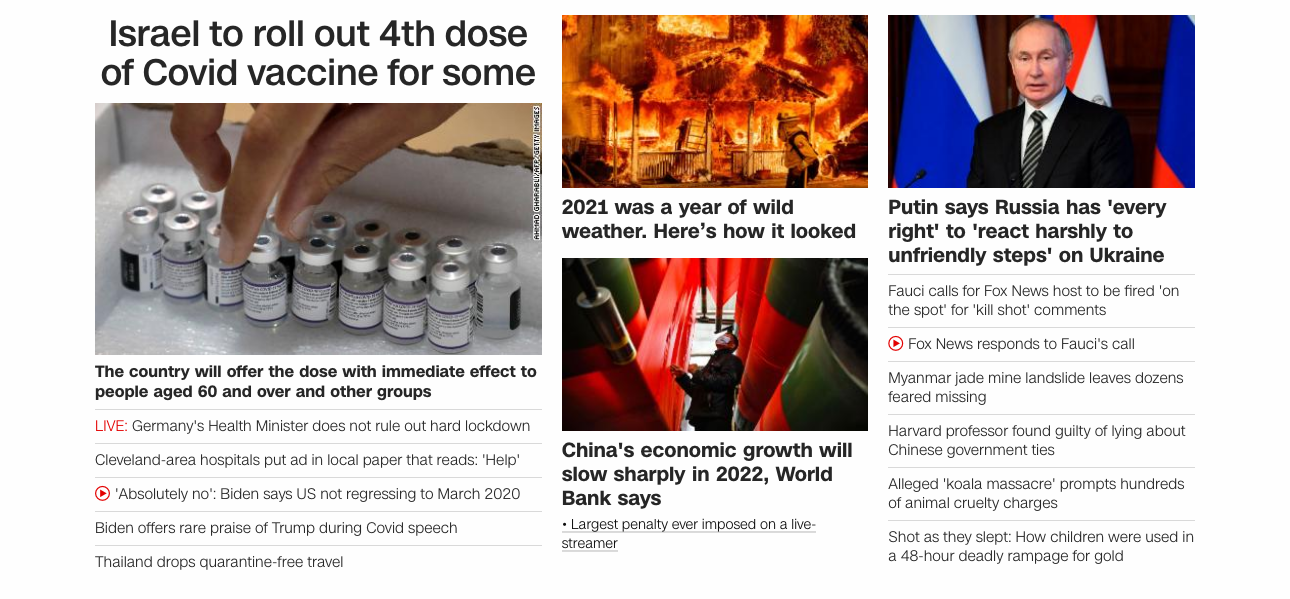 Israel to roll out 4th dose
of Covid vaccine for some
AHMAD GHARABLI/AFP/GETTY IMAGES
The country will offer the dose with immediate effect to
people aged 60 and over and other groups
LIVE: Germany's Health Minister does not rule out hard lockdown
Cleveland-area hospitals put ad in local paper that reads: 'Help'
'Absolutely no': Biden says US not regressing to March 2020
Biden offers rare praise of Trump during Covid speech
Thailand drops quarantine-free travel
2021 was a year of wild
weather. Here’s how it looked
China's economic growth will
slow sharply in 2022, World
Bank says
• Largest penalty ever imposed on a live-
streamer
Putin says Russia has 'every
right' to 'react harshly to
unfriendly steps' on Ukraine
Fauci calls for Fox News host to be fired 'on
the spot' for 'kill shot' comments
Fox News responds to Fauci's call
Myanmar jade mine landslide leaves dozens
feared missing
Harvard professor found guilty of lying about
Chinese government ties
Alleged 'koala massacre' prompts hundreds
of animal cruelty charges
Shot as they slept: How children were used in
a 48-hour deadly rampage for gold